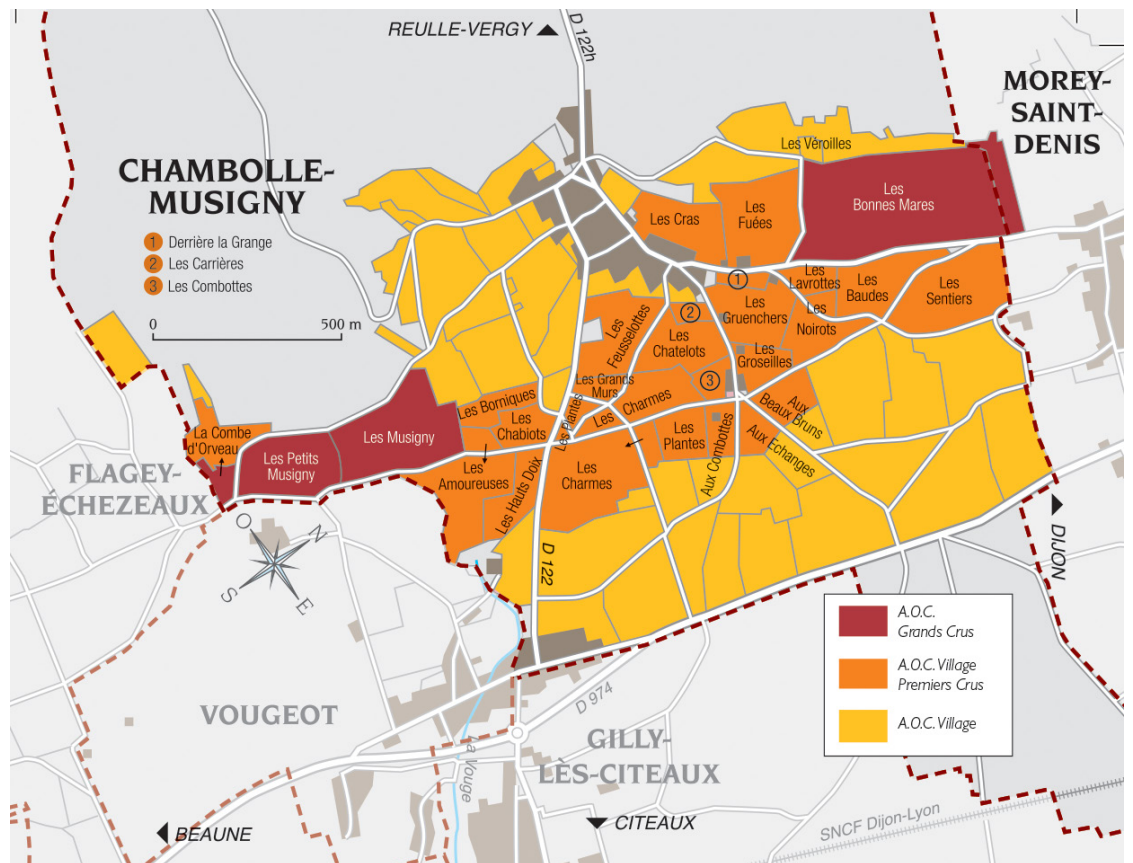 REULLE-VERGY
D 122h
MOREY-
SAINT-
DENIS
CHAMBOLLE-
MUSIGNY
1 Derrière la Grange
2 Les Carrières
3 Les Combottes
0 500 m
Les Véroilles
Les
Bonnes Mares
Les Cras
Les
Fuées
1
Les
Lavrottes
Les
Baudes
Les
Sentiers
2
Les
Gruenchers
Les
Noirots
Les
Feusselottes
Les
Chatelots
Les
Groseilles
3
Les Grands
Murs
Les Charmes
Les Plantes
Aux
Beaux Bruns
Les Borniques
Les
Chabiots
Les Musigny
La Combe
d'Orveau
Les Petits
Musigny
Les
Amoureuses
Les Hauts Doix
Les
Charmes
Les
Plantes
Aux Combottes
Aux Echanges
FLAGEY-
ÉCHEZEAUX
O
N
S
E
D 122
DIJON
A.O.C.
Grands Crus
A.O.C. Village
Premiers Crus
A.O.C. Village
VOUGEOT
D 974
GILLY-
LÈS-CITEAUX
La Vouge
BEAUNE
CITEAUX
SNCF Dijon-Lyon